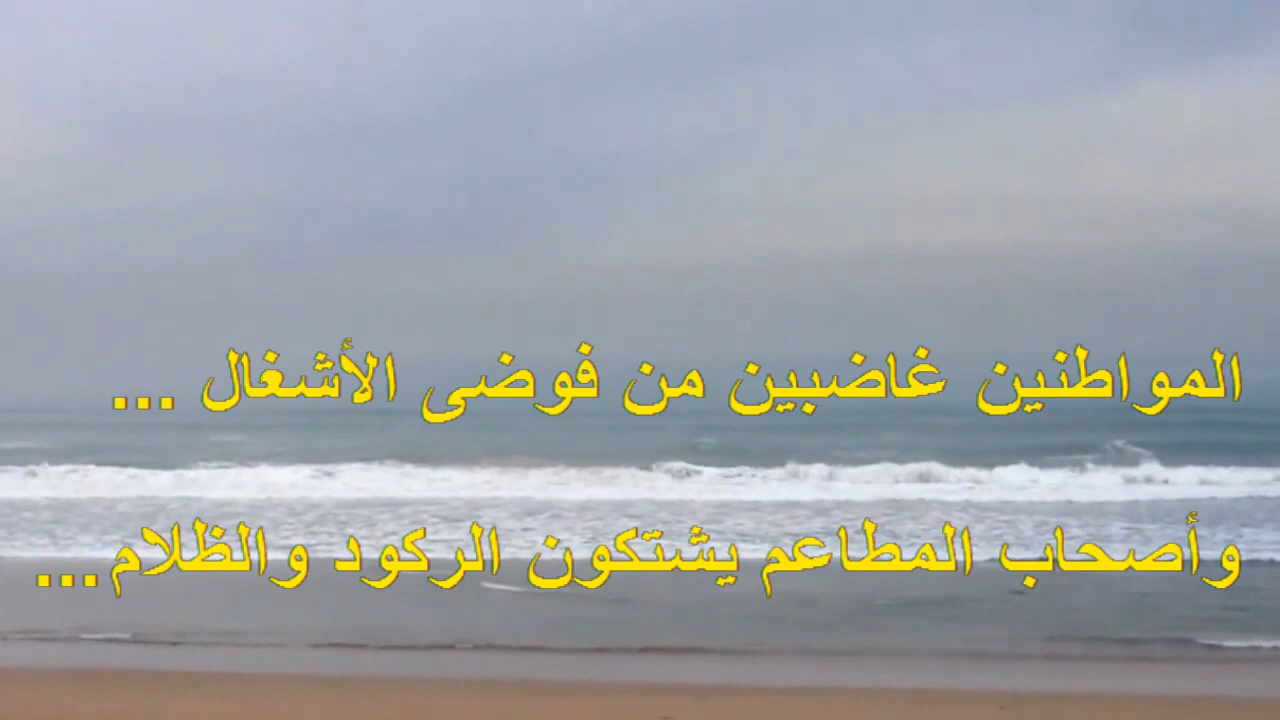 المواطنين غاضبين من فوضى الأشغال ...
وأصحاب المطاعم يشتكون الركود والظلام...